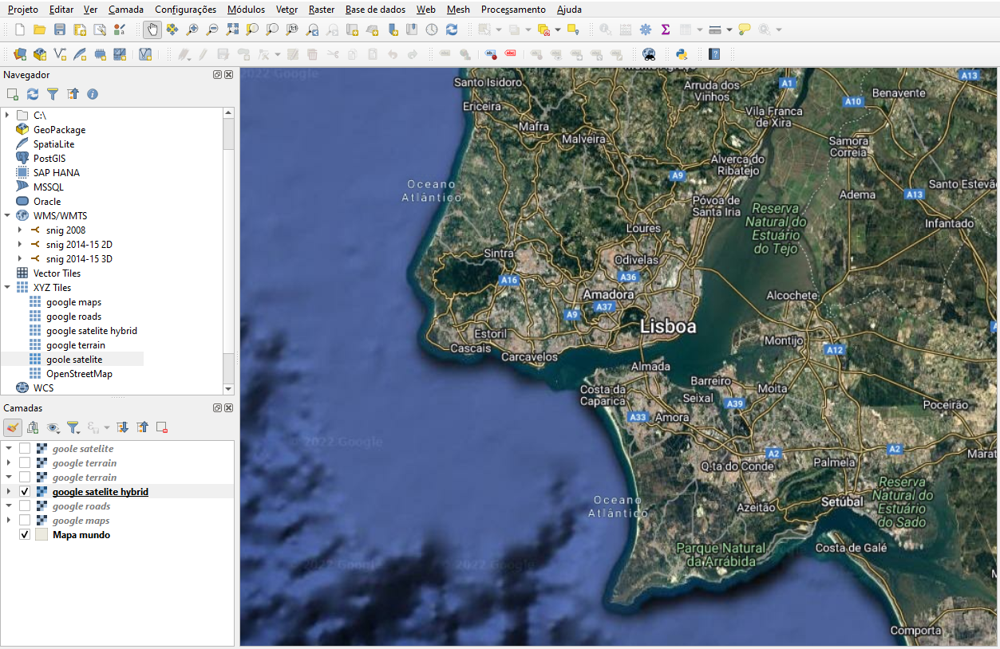 Projeto Editar Ver Camada Configurações Módulos Vetor Raster Base de dados Web Mesh Processamento Ajuda
Navegador
C:\
GeoPackage
SpatiaLite
PostGIS
SAP HANA
MSSQL
Oracle
WMS/WMTS
snig 2008
snig 2014-15 2D
snig 2014-15 3D
Vector Tiles
XYZ Tiles
google maps
google roads
google satelite hybrid
google terrain
goole satelite
OpenStreetMap
WCS
Camadas
goole satelite
google terrain
google terrain
google satelite hybrid
google roads
google maps
Mapa mundo
2022 Google
Santo Isidoro
Arruda dos
Vinhos
A1
A13
A10
Benavente
Ericeira
Vila Franca
de Xira
Mafra
Malveira
Samora
Correia
Alverca do
Ribatejo
A9
Oceano
Atlântico
Santo Estevã
Adema
A13
Póvoa de
Santa Iria
Reserva
Natural do
Estuário
do Tejo
Infantado
Loures
Sintra
Odivelas
A16
A36
Amadora
Alcochete
A37
A9
Lisboa
Estoril
Cascais
Montijo
A12
Carcavelos
Almada
Barreiro
Moita
Costa da
Caparica
Seixal
A39
Poceirão
A33
Amora
© 2022 Google
A2
A2
Marat
Q.ta do Conde
Palmela
Reserva
Natural do
Estuário
do Sado
Oceano
Atlântico
Azeitão
Setúbal
Parque Natural
da Arrábida
Costa de Galé
2022 Google
2022 Google
Comporta